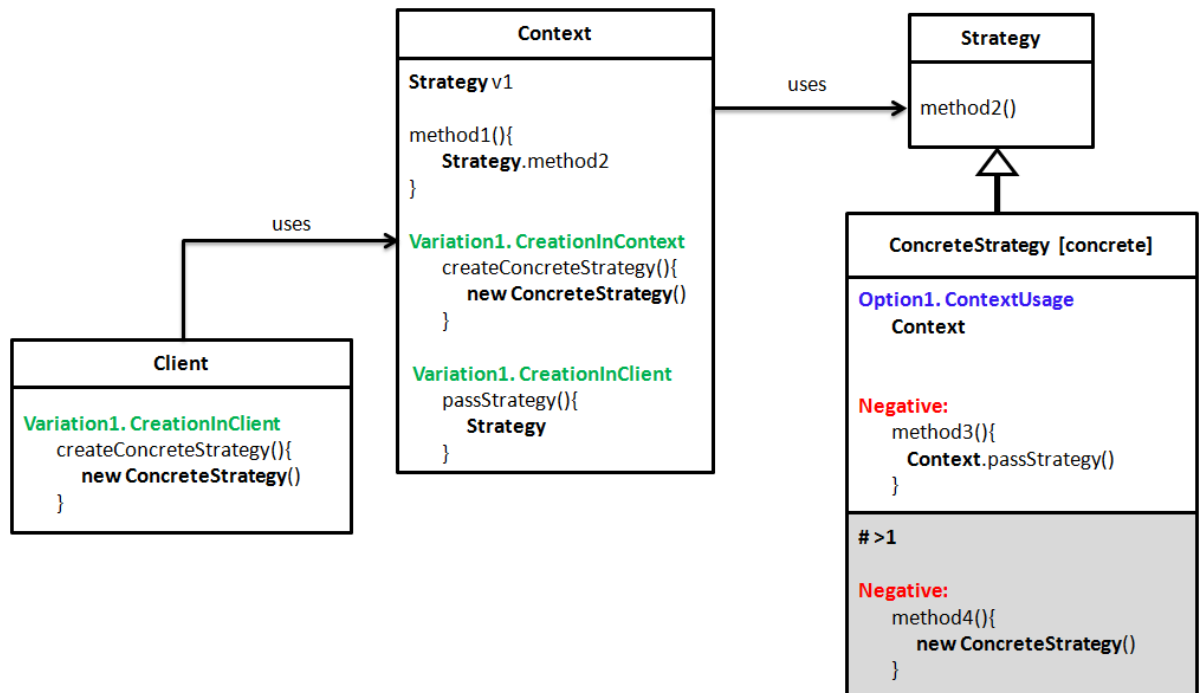 Context
Strategy v1
method1(){
Strategy.method2
}
Variation1. CreationInContext
createConcreteStrategy(){
new ConcreteStrategy()
}
Variation1. CreationInClient
passStrategy(){
Strategy
}
uses
Strategy
method2()
uses
Client
Variation1. CreationInClient
createConcreteStrategy(){
new ConcreteStrategy()
}
ConcreteStrategy [concrete]
Option1. ContextUsage
Context
Negative:
method3(){
Context.passStrategy()
}
# >1
Negative:
method4(){
new ConcreteStrategy()
}